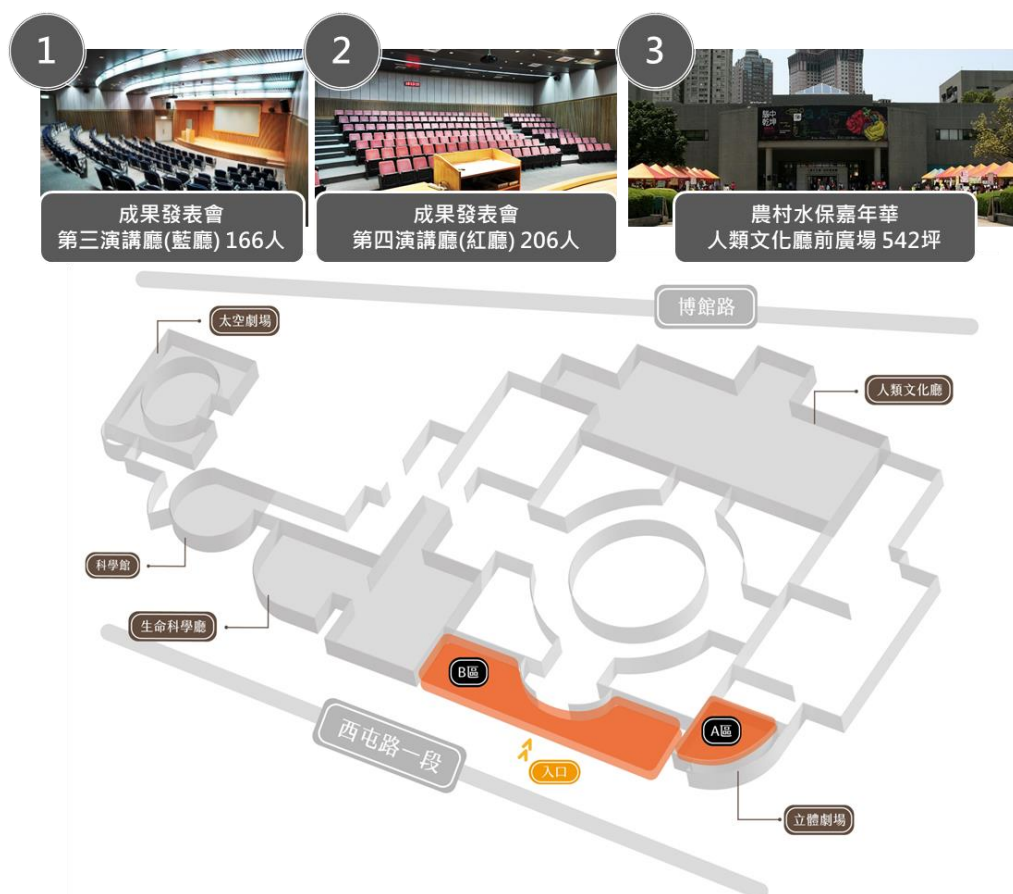 1
2
3
成果發表會
第三演講廳(藍廳) 166人
成果發表會
第四演講廳(紅廳) 206人
農村水保嘉年華
人類文化廳前廣場 542坪
博館路
太空劇場
人類文化廳
科學館
生命科學廳
B區
A區
西屯路一段
入口
立體劇場